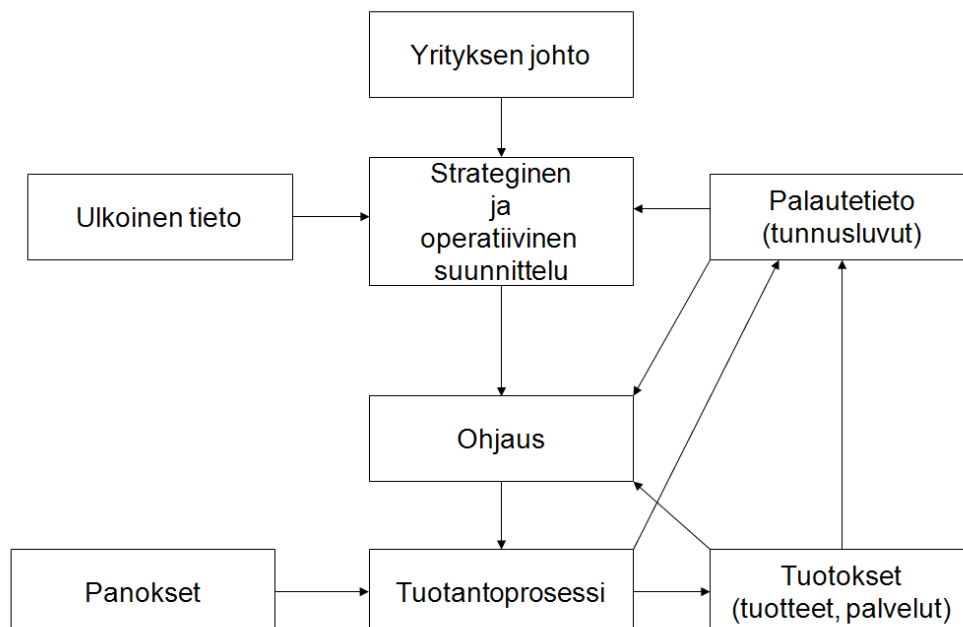 Yrityksen johto
Strateginen
ja
operatiivinen
suunnittelu
Ulkoinen tieto
Palautetieto
(tunnusluvut)
Ohjaus
Panokset
Tuotantoprosessi
Tuotokset
(tuotteet, palvelut)